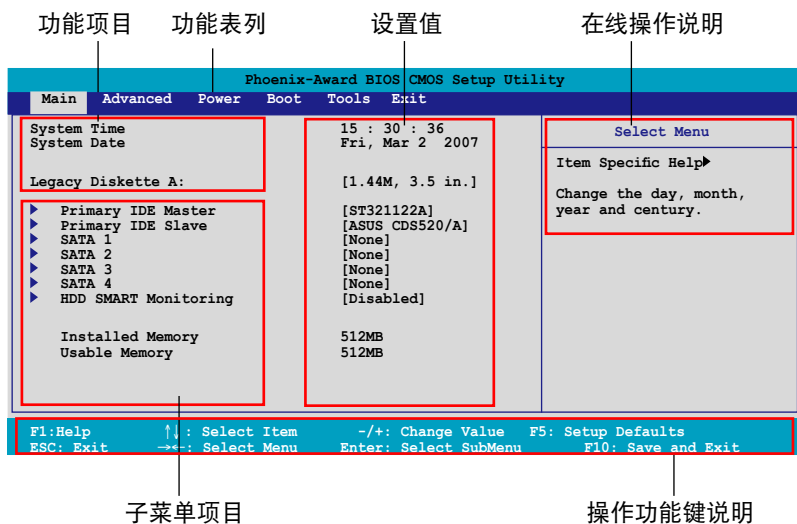 功能项目 功能表列 设置值 在线操作说明
Phoenix-Award BIOS CMOS Setup Utility
Main Advanced Power Boot Tools Exit
System Time 15 : 30 : 36
System Date Fri, Mar 2 2007
Legacy Diskette A: [1.44M, 3.5 in.]
Primary IDE Master [ST321122A]
Primary IDE Slave [ASUS CDS520/A]
SATA 1 [None]
SATA 2 [None]
SATA 3 [None]
SATA 4 [None]
HDD SMART Monitoring [Disabled]
Installed Memory 512MB
Usable Memory 512MB
Select Menu
Item Specific Help▶
Change the day, month,
year and century.
F1:Help ↑↓: Select Item -/+: Change Value F5: Setup Defaults
ESC: Exit →←: Select Menu Enter: Select SubMenu F10: Save and Exit
子菜单项目 操作功能键说明